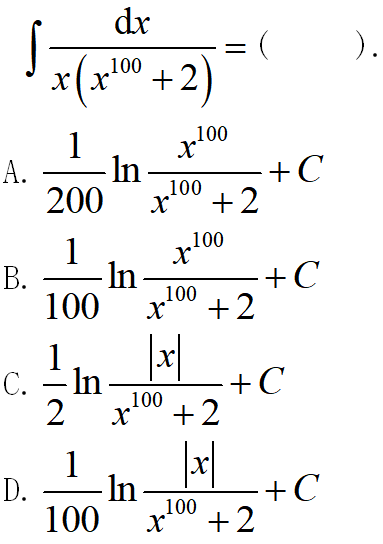 ∫ dx / x(x^100 + 2) = (　　).
A. 1/200 ln x^100 / x^100 + 2 + C
B. 1/100 ln x^100 / x^100 + 2 + C
C. 1/2 ln |x| / x^100 + 2 + C
D. 1/100 ln |x| / x^100 + 2 + C